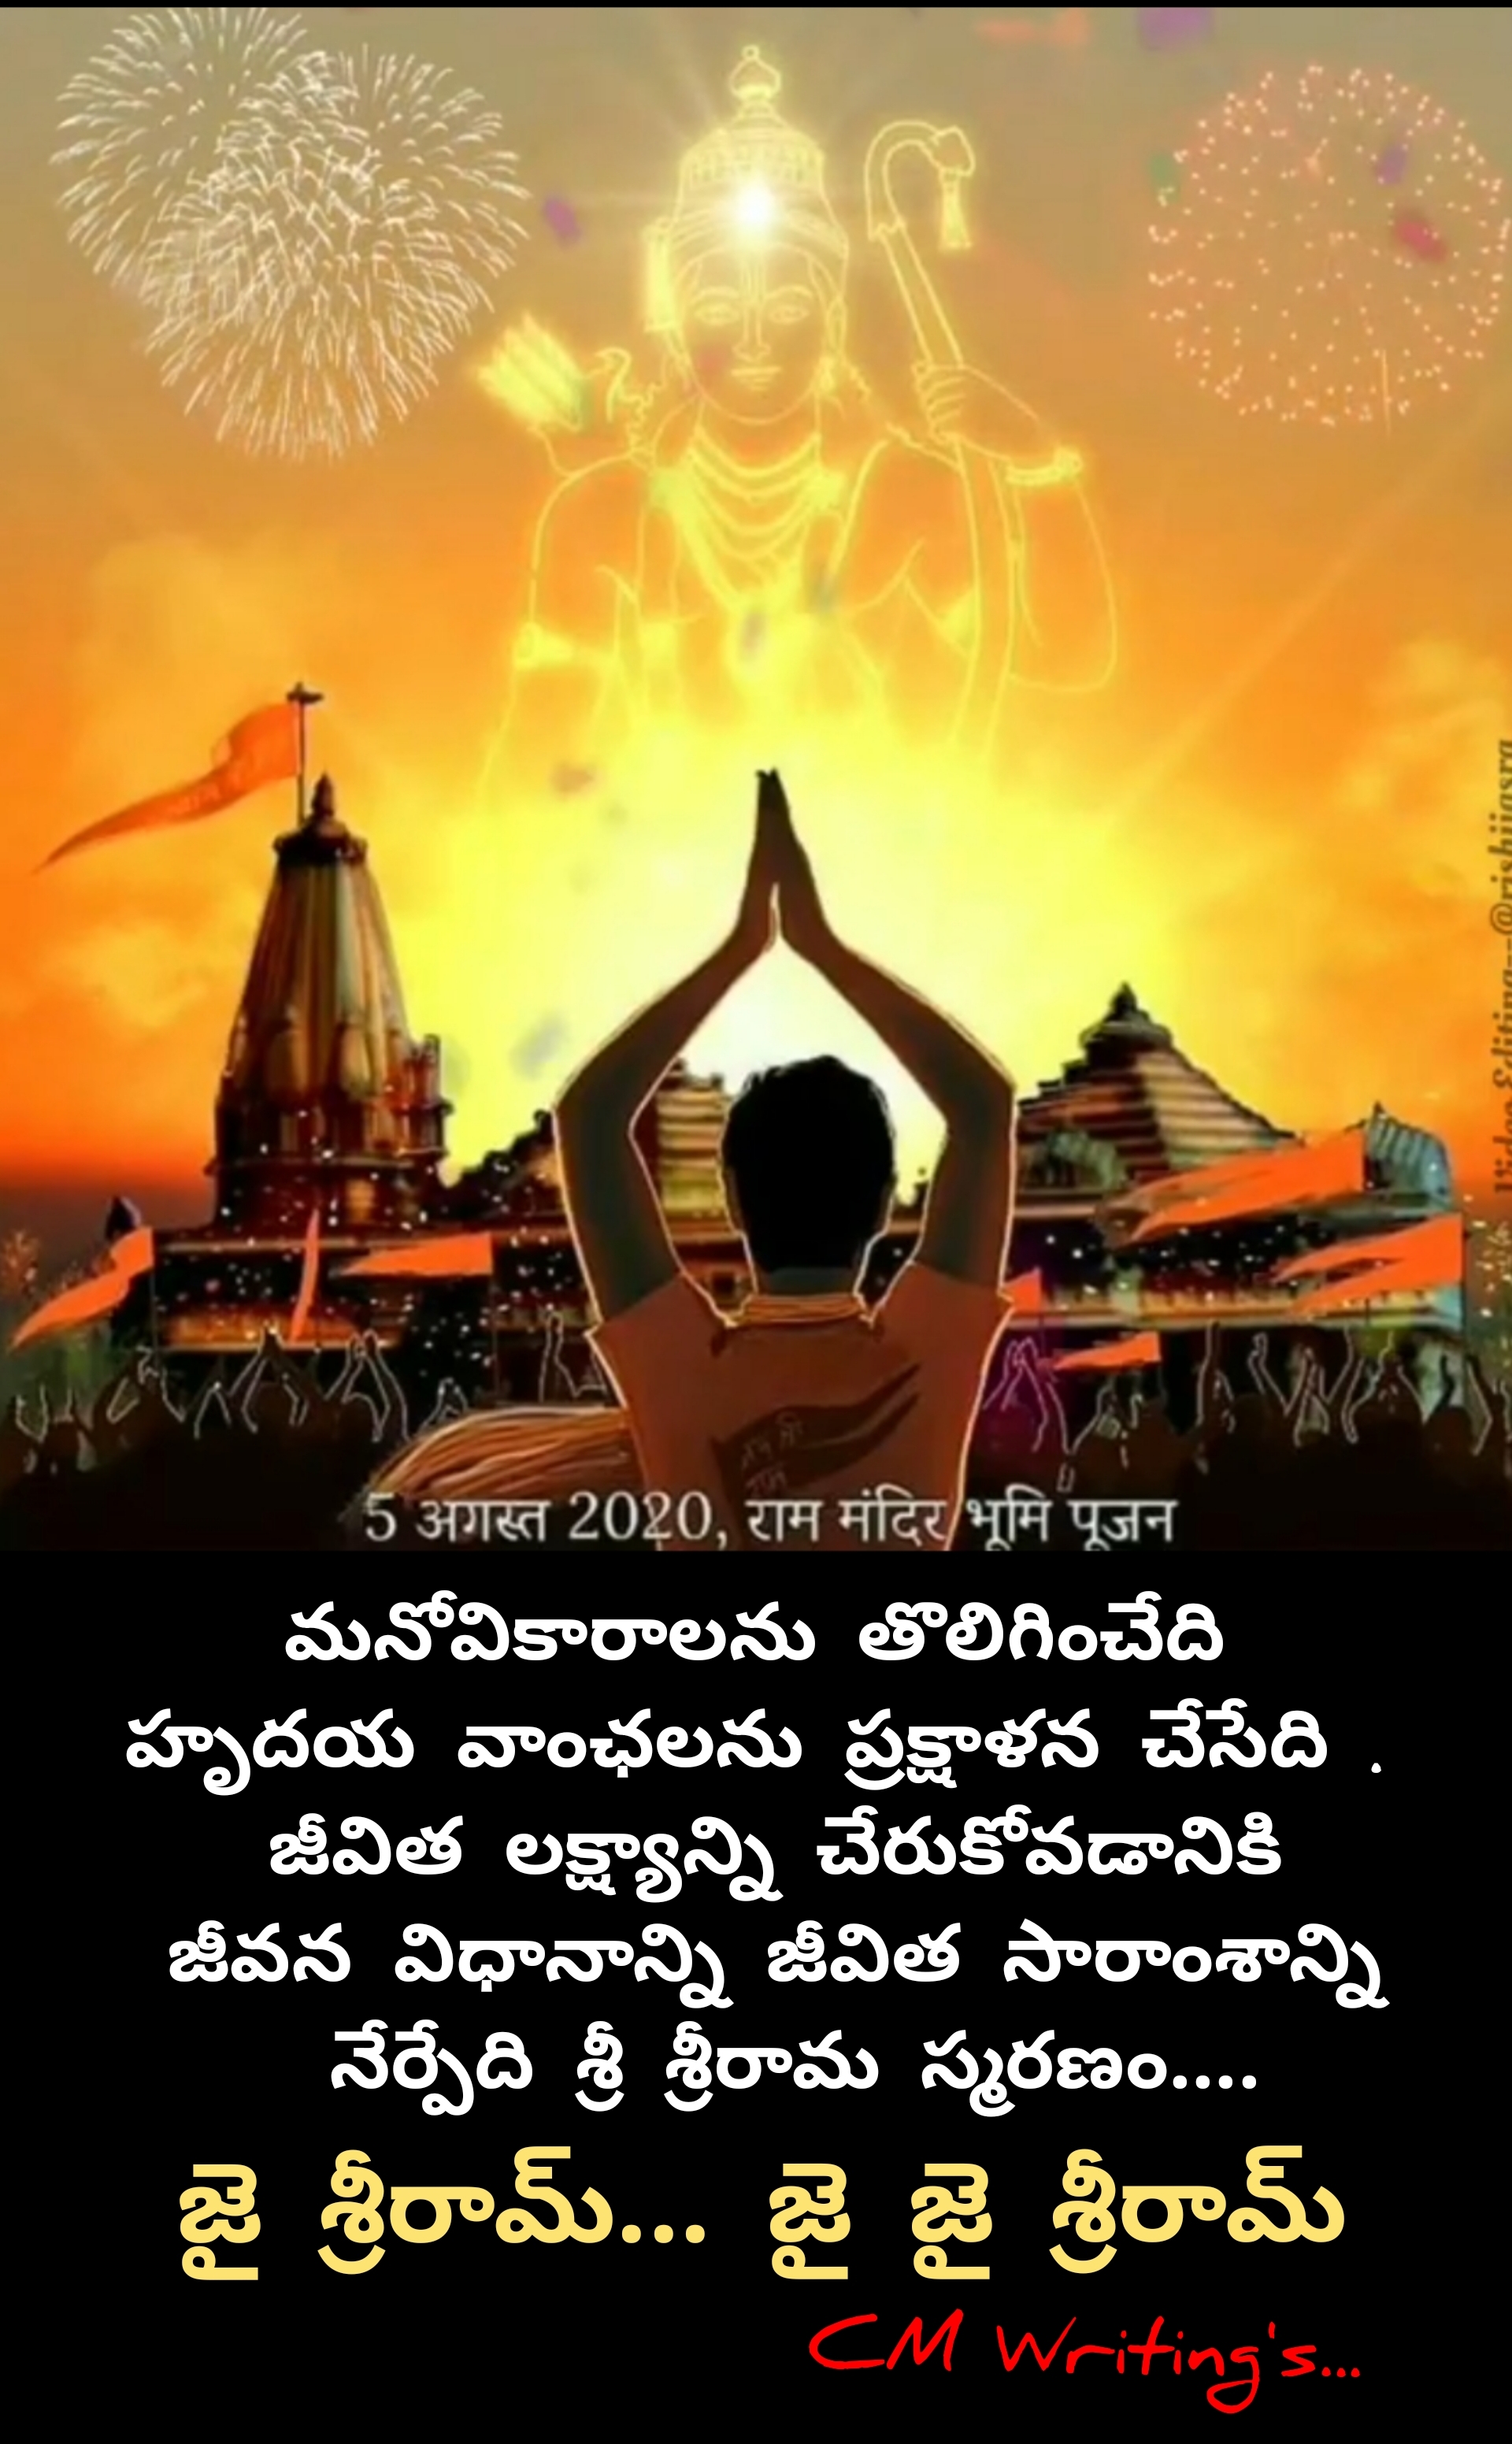 5 अगस्त 2020, राम मंदिर भूमि पूजन
మనోవికారాలను తొలిగించేది
హృదయ వాంఛలను ప్రక్షాళన చేసేది .
జీవిత లక్ష్యాన్ని చేరుకోవడానికి
జీవన విధానాన్ని జీవిత సారాంశాన్ని
నేర్పేది శ్రీ శ్రీరామ స్మరణం....
జై శ్రీరామ్... జై జై శ్రీరామ్
CM Writing's...